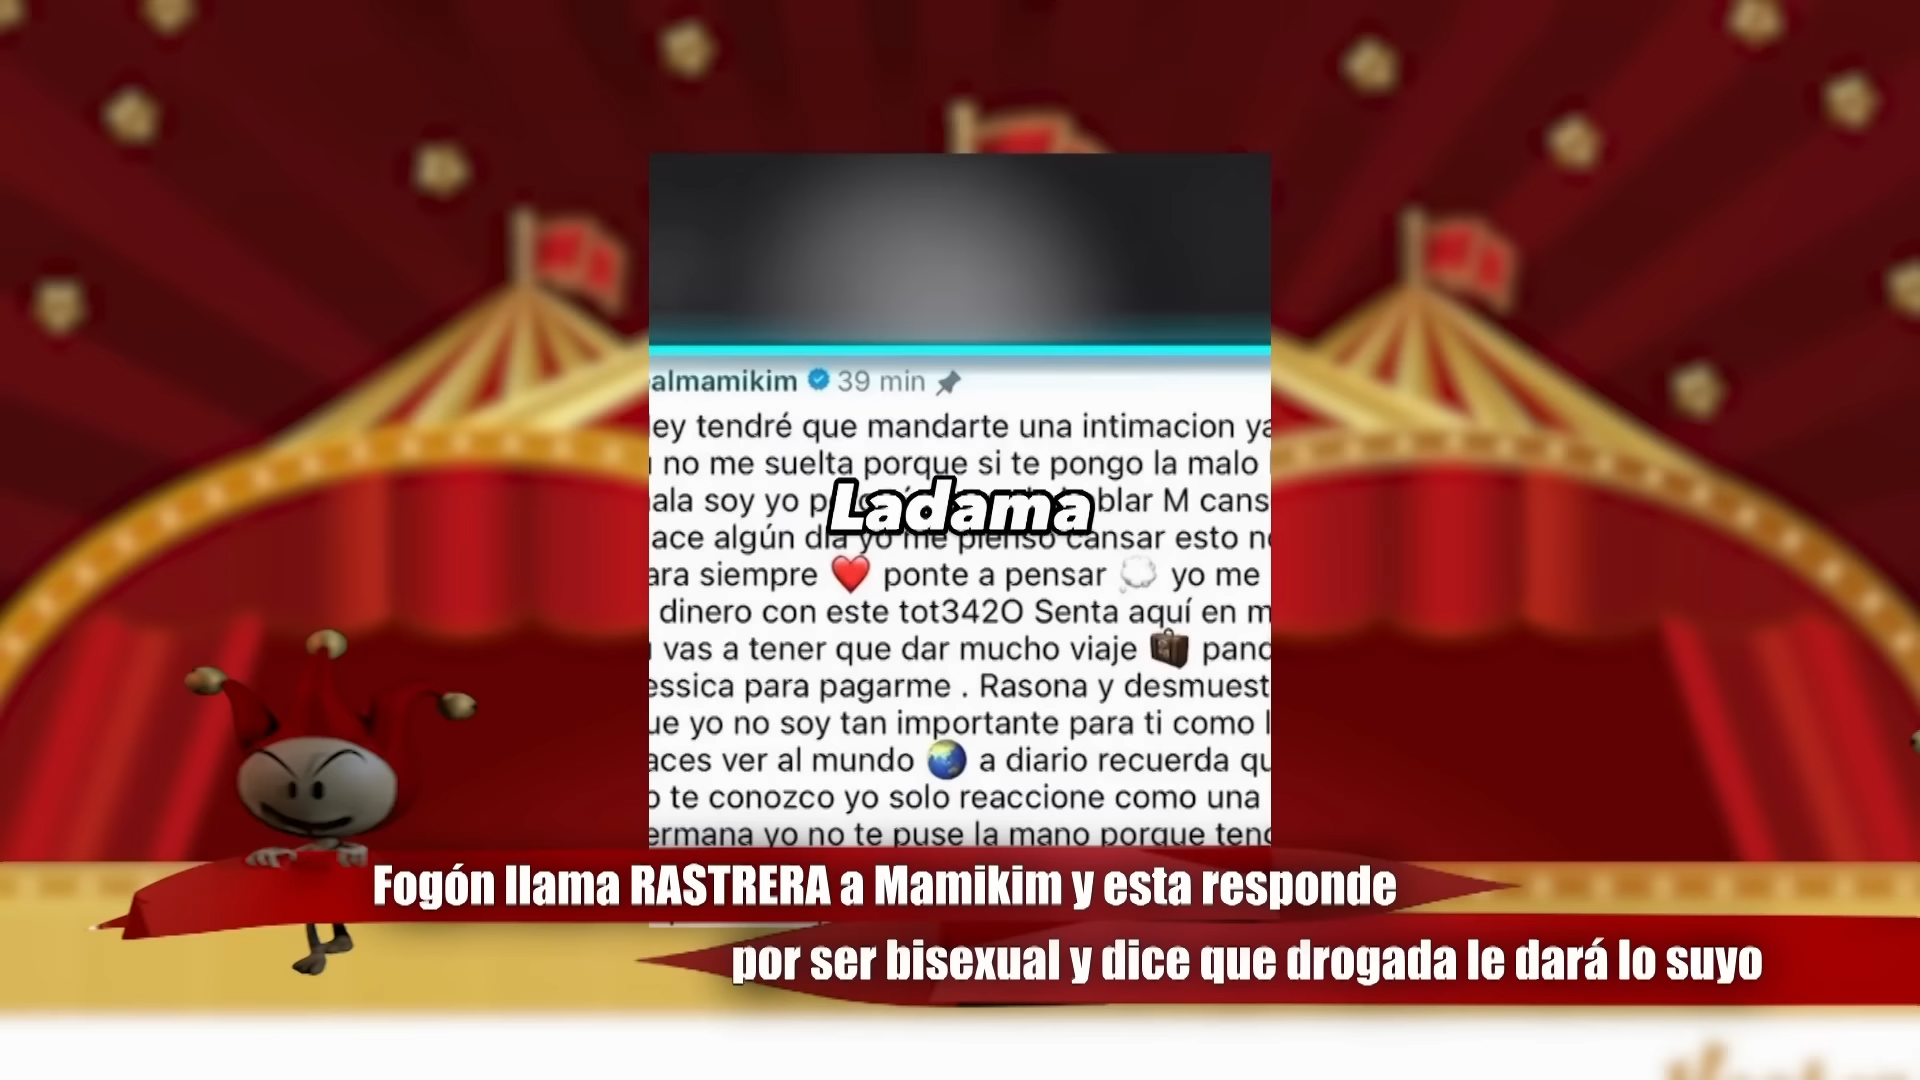 almamikim 39 min
ey tendré que mandarte una intimacion ya
no me suelta porque si te pongo la malo
ala soy yo blar M cans
Ladama
ace algún día yo me pienso cansar esto no
ara siempre ❤️ ponte a pensar 💭 yo me
dinero con este tot342O Senta aquí en m
vas a tener que dar mucho viaje 🧳 pand
essica para pagarme . Rasona y desmuest
ue yo no soy tan importante para ti como l
aces ver al mundo 🌏 a diario recuerda qu
o te conozco yo solo reaccione como una
ermana yo no te puse la mano porque teng
Fogón llama RASTRERA a Mamikim y esta responde
por ser bisexual y dice que drogada le dará lo suyo